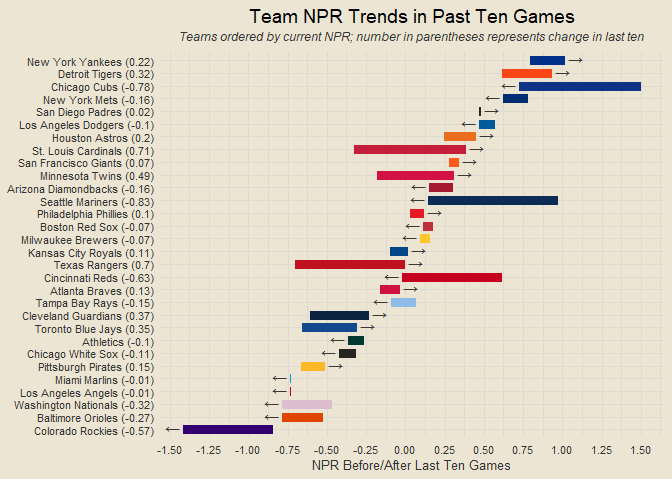 Team NPR Trends in Past Ten Games
Teams ordered by current NPR; number in parentheses represents change in last ten
New York Yankees (0.22)
Detroit Tigers (0.32)
Chicago Cubs (-0.78)
New York Mets (-0.16)
San Diego Padres (0.02)
Los Angeles Dodgers (-0.1)
Houston Astros (0.2)
St. Louis Cardinals (0.71)
San Francisco Giants (0.07)
Minnesota Twins (0.49)
Arizona Diamondbacks (-0.16)
Seattle Mariners (-0.83)
Philadelphia Phillies (0.1)
Boston Red Sox (-0.07)
Milwaukee Brewers (-0.07)
Kansas City Royals (0.11)
Texas Rangers (0.7)
Cincinnati Reds (-0.63)
Atlanta Braves (0.13)
Tampa Bay Rays (-0.15)
Cleveland Guardians (0.37)
Toronto Blue Jays (0.35)
Athletics (-0.1)
Chicago White Sox (-0.11)
Pittsburgh Pirates (0.15)
Miami Marlins (-0.01)
Los Angeles Angels (-0.01)
Washington Nationals (-0.32)
Baltimore Orioles (-0.27)
Colorado Rockies (-0.57)
-1.50 -1.25 -1.00 -0.75 -0.50 -0.25 0.00 0.25 0.50 0.75 1.00 1.25 1.50
NPR Before/After Last Ten Games